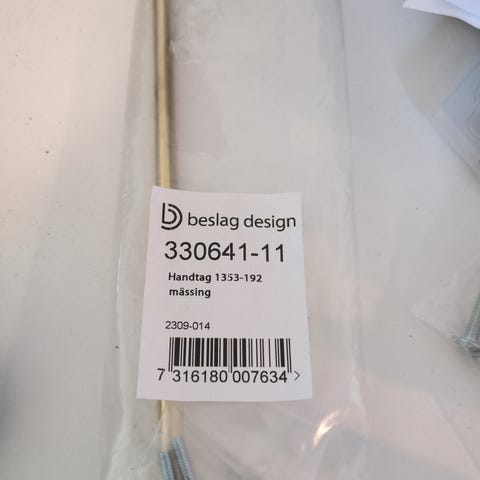 beslag design
330641-11
Handtag 1353-192
mässing
2309-014
7 316180 007634 >